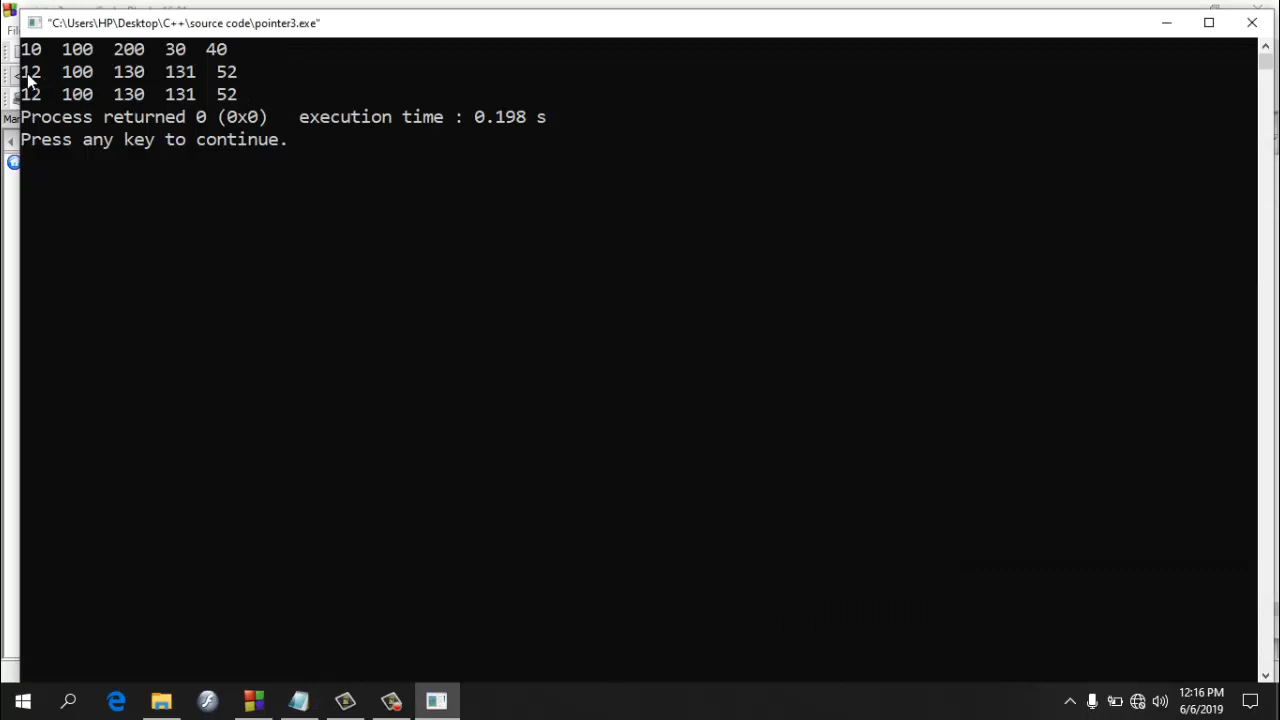 "C:\Users\HP\Desktop\C++\source code\pointer3.exe"
10  100  200  30  40
12  100  130  131  52
12  100  130  131  52
Process returned 0 (0x0)   execution time : 0.198 s
Press any key to continue.
12:16 PM
6/6/2019